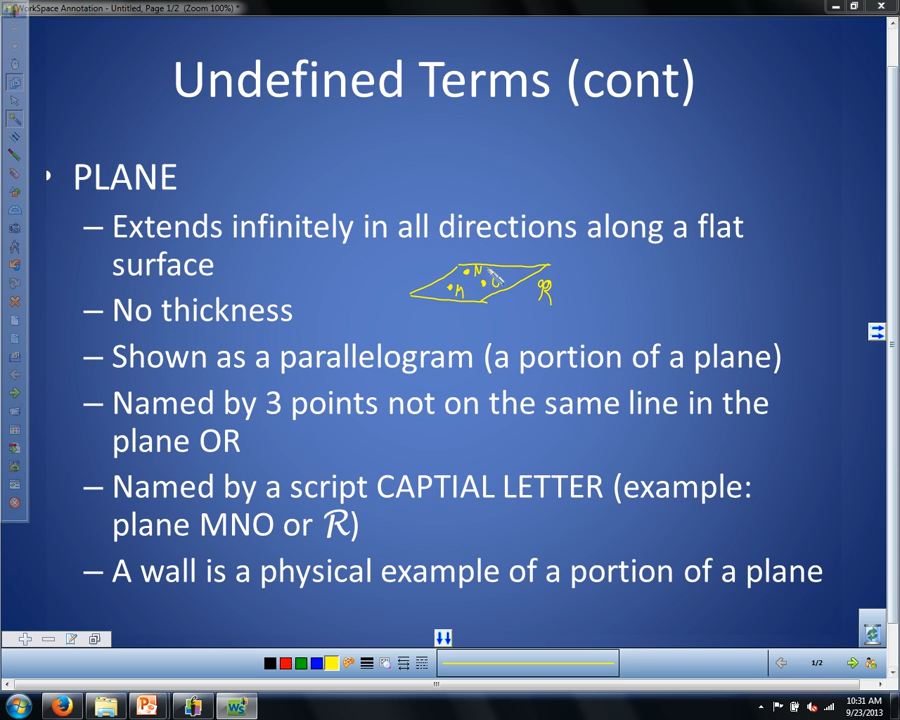 WorkSpace Annotation - Untitled, Page 1/2 (Zoom 100%) *
Undefined Terms (cont)
• PLANE
– Extends infinitely in all directions along a flat
surface
N
M
R
– No thickness
– Shown as a parallelogram (a portion of a plane)
– Named by 3 points not on the same line in the
plane OR
– Named by a script CAPTIAL LETTER (example:
plane MNO or ℛ)
– A wall is a physical example of a portion of a plane
1/2
10:31 AM
9/23/2013